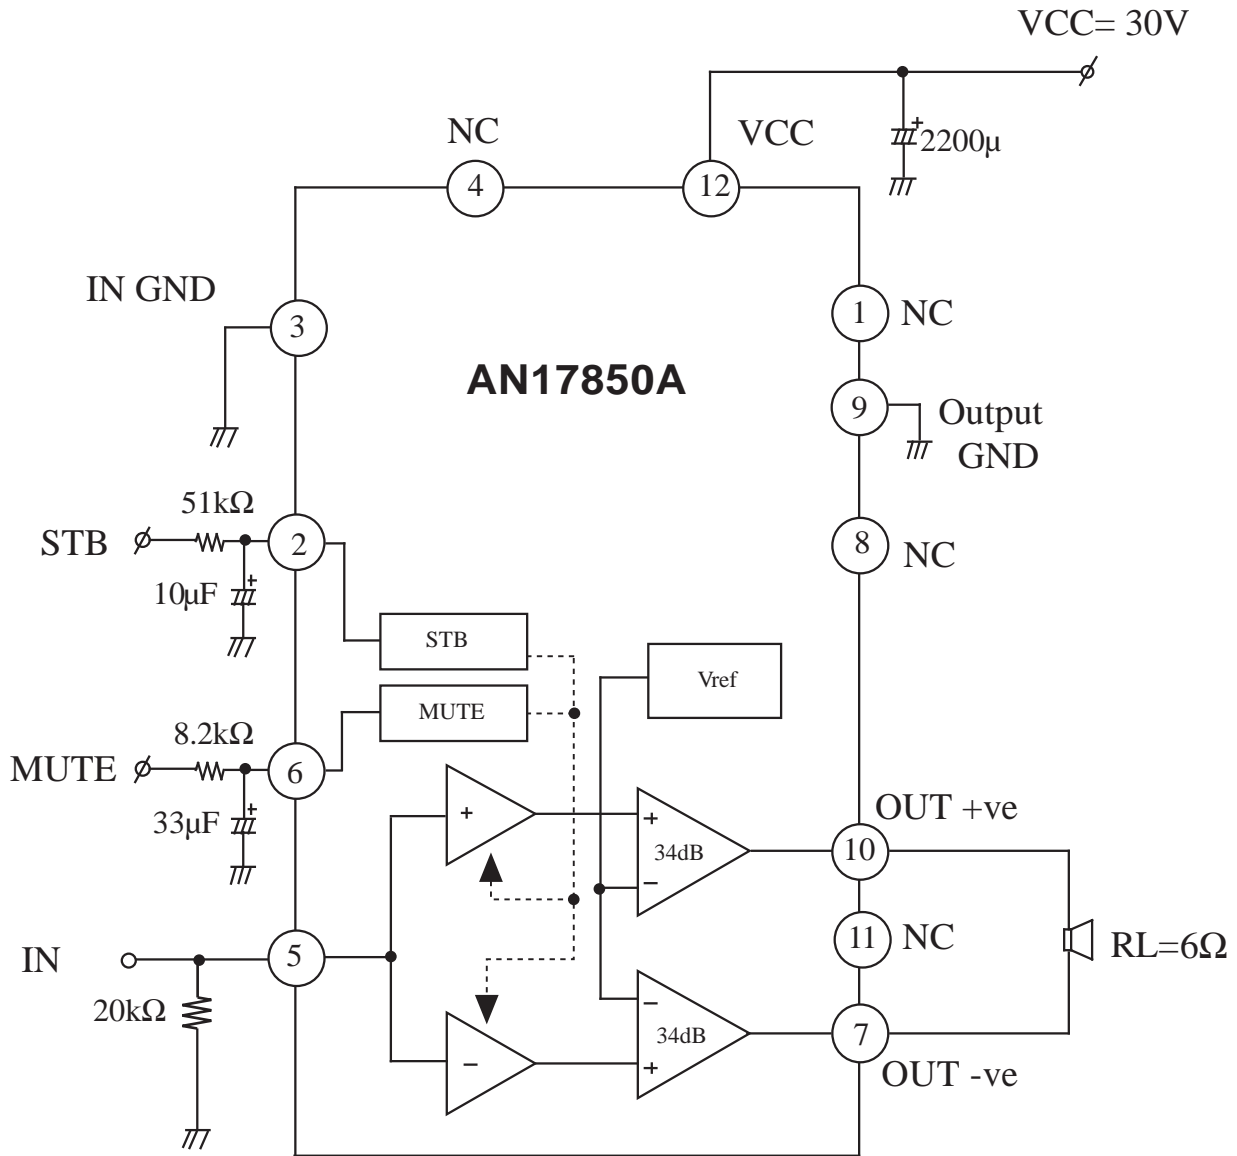 VCC= 30V
NC
VCC
+
2200µ
4
12
IN GND
3
1
NC
AN17850A
9
Output
GND
51kΩ
STB
2
8
NC
10µF
+
STB
Vref
MUTE
8.2kΩ
MUTE
6
33µF
+
OUT +ve
+
+
34dB
−
10
11
NC
RL=6Ω
IN
5
20kΩ
−
−
34dB
+
7
OUT -ve